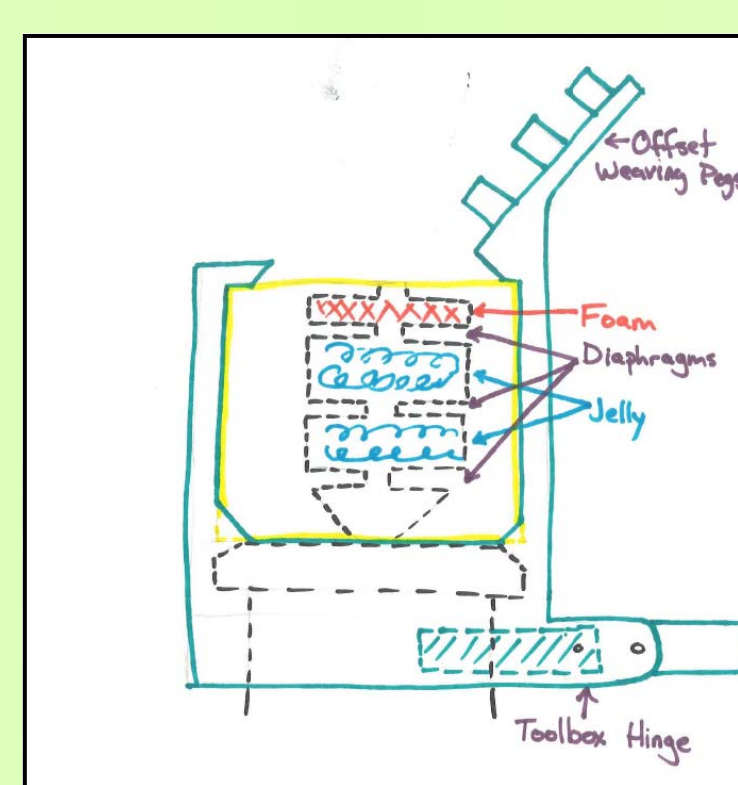 Offset
Weaving Pegs
Foam
Diaphragms
Jelly
Toolbox Hinge